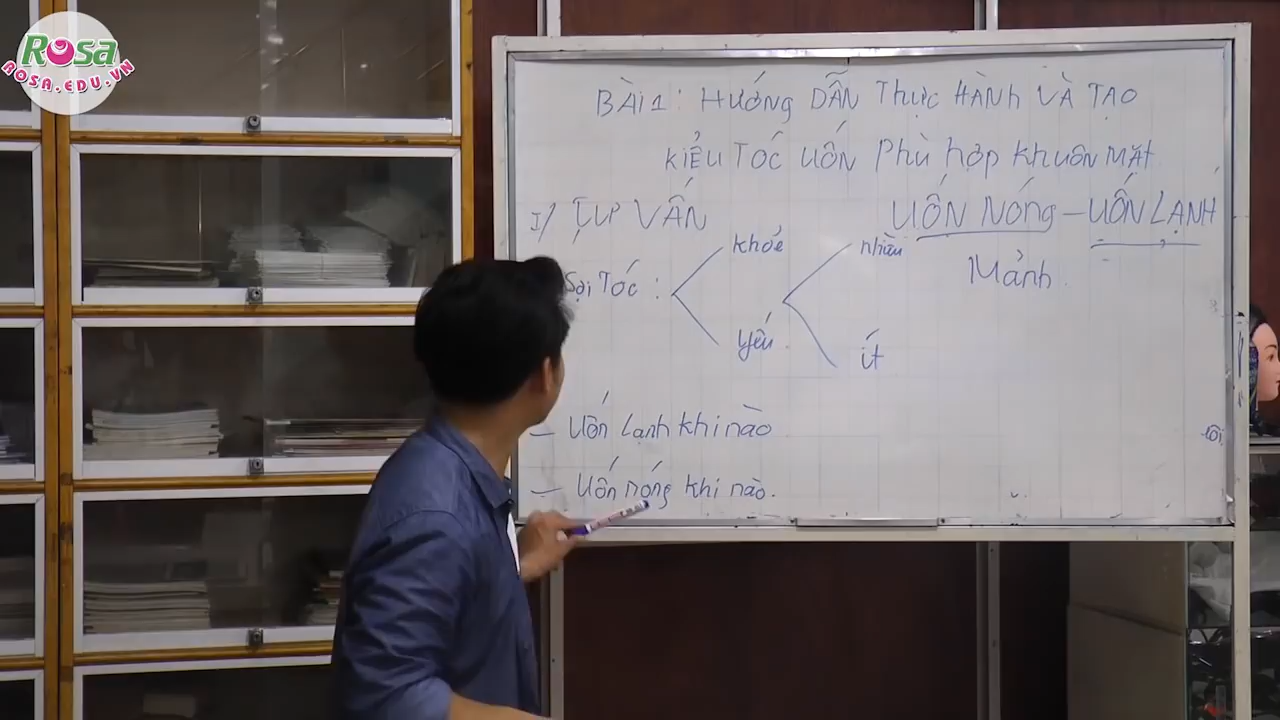 Rosa
ROSA.EDU.VN
BÀI 1: HƯỚNG DẪN THỰC HÀNH VÀ TẠO
KIỂU TÓC UỐN PHÙ HỢP KHUÔN MẶT
I/ TƯ VẤN
UỐN NÓNG - UỐN LẠNH
khỏe
nhiều
Mảnh.
Sợi TÓC :
yếu.
ít
- Uốn Lạnh khi nào
- Uốn nóng khi nào.